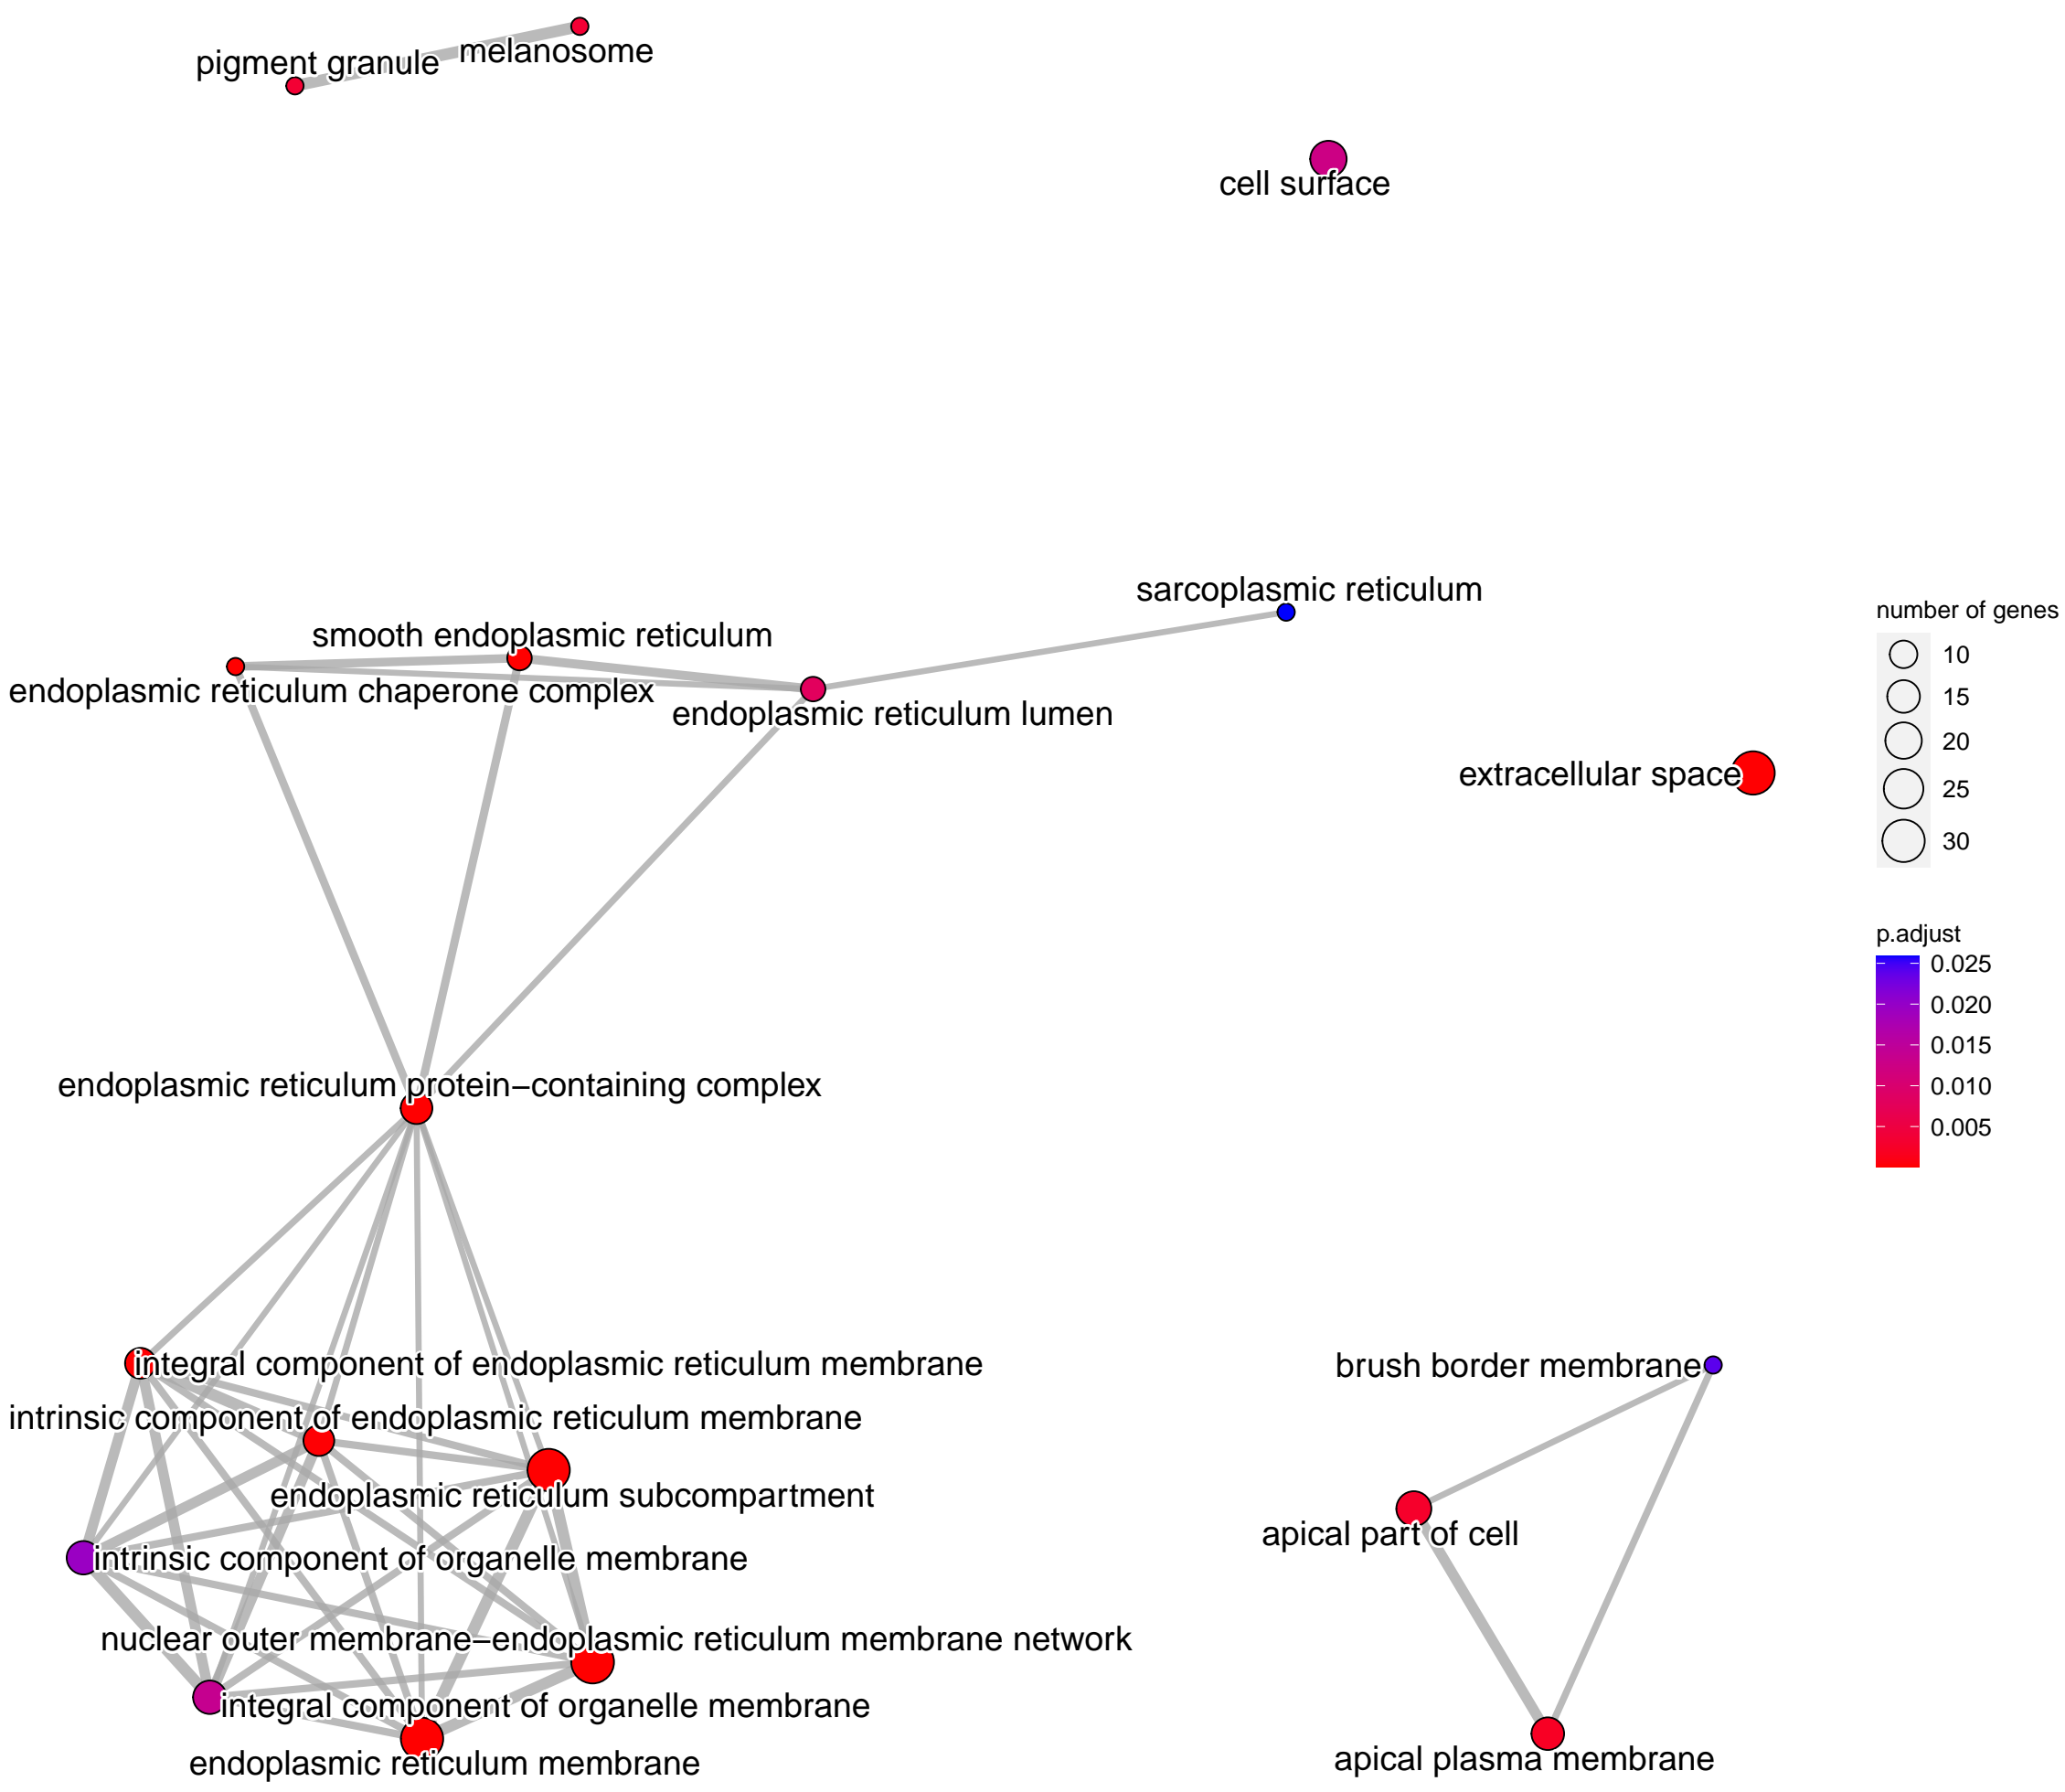 melanosome
pigment granule
cell surface
sarcoplasmic reticulum
number of genes
10
15
20
25
30
smooth endoplasmic reticulum
endoplasmic reticulum chaperone complex
endoplasmic reticulum lumen
extracellular space
p.adjust
0.025
0.020
0.015
0.010
0.005
endoplasmic reticulum protein−containing complex
integral component of endoplasmic reticulum membrane
brush border membrane
intrinsic component of endoplasmic reticulum membrane
endoplasmic reticulum subcompartment
apical part of cell
intrinsic component of organelle membrane
nuclear outer membrane−endoplasmic reticulum membrane network
integral component of organelle membrane
endoplasmic reticulum membrane
apical plasma membrane